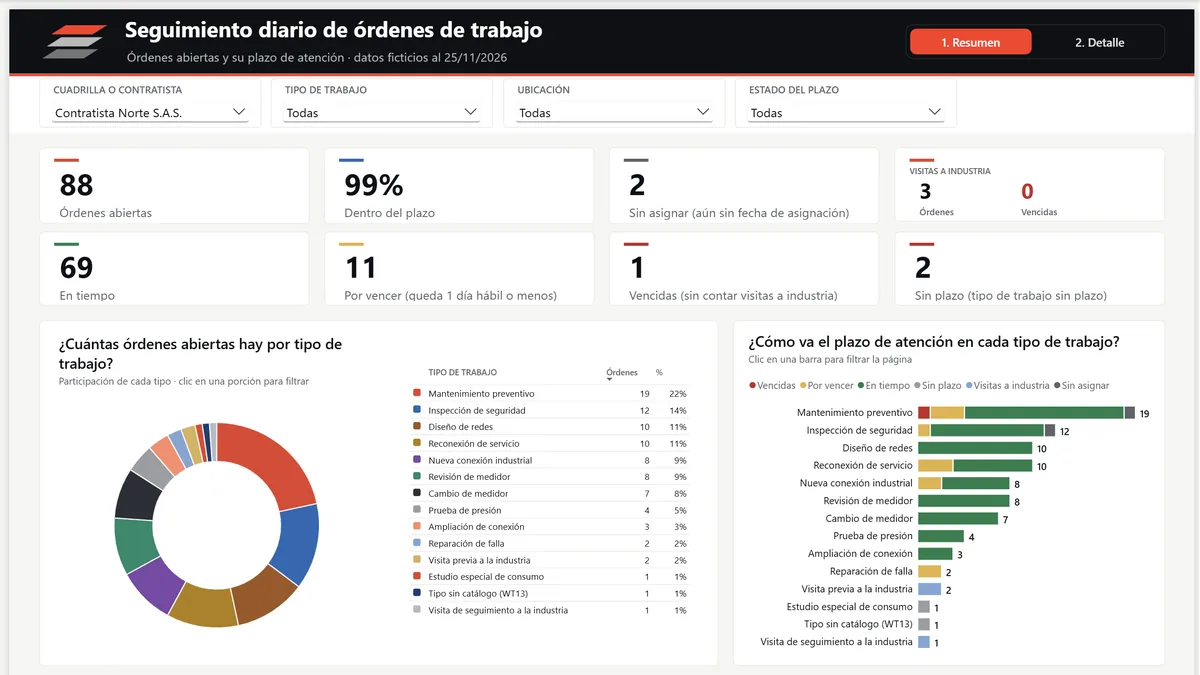 Seguimiento diario de órdenes de trabajo
Órdenes abiertas y su plazo de atención · datos ficticios al 25/11/2026
1. Resumen
2. Detalle
CUADRILLA O CONTRATISTA
Contratista Norte S.A.S.
TIPO DE TRABAJO
Todas
UBICACIÓN
Todas
ESTADO DEL PLAZO
Todas
88
Órdenes abiertas
99%
Dentro del plazo
2
Sin asignar (aún sin fecha de asignación)
VISITAS A INDUSTRIA
3 0
Órdenes Vencidas
69
En tiempo
11
Por vencer (queda 1 día hábil o menos)
1
Vencidas (sin contar visitas a industria)
2
Sin plazo (tipo de trabajo sin plazo)
¿Cuántas órdenes abiertas hay por tipo de
trabajo?
Participación de cada tipo · clic en una porción para filtrar
TIPO DE TRABAJO Órdenes %
Mantenimiento preventivo 19 22%
Inspección de seguridad 12 14%
Diseño de redes 10 11%
Reconexión de servicio 10 11%
Nueva conexión industrial 8 9%
Revisión de medidor 8 9%
Cambio de medidor 7 8%
Prueba de presión 4 5%
Ampliación de conexión 3 3%
Reparación de falla 2 2%
Visita previa a la industria 2 2%
Estudio especial de consumo 1 1%
Tipo sin catálogo (WT13) 1 1%
Visita de seguimiento a la industria 1 1%
¿Cómo va el plazo de atención en cada tipo de trabajo?
Clic en una barra para filtrar la página
Vencidas Por vencer En tiempo Sin plazo Visitas a industria Sin asignar
Mantenimiento preventivo 19
Inspección de seguridad 12
Diseño de redes 10
Reconexión de servicio 10
Nueva conexión industrial 8
Revisión de medidor 8
Cambio de medidor 7
Prueba de presión 4
Ampliación de conexión 3
Reparación de falla 2
Visita previa a la industria 2
Estudio especial de consumo 1
Tipo sin catálogo (WT13) 1
Visita de seguimiento a la industria 1